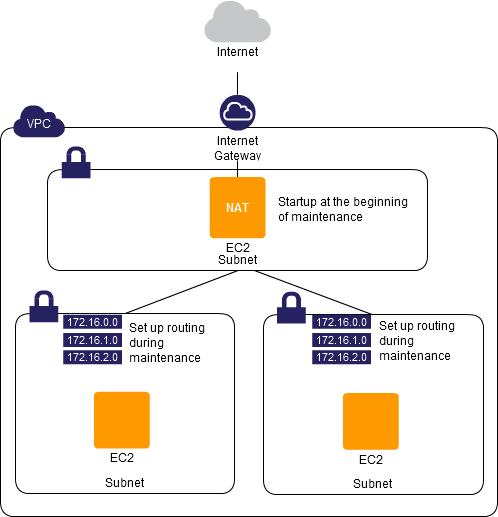 Internet
VPC
Internet
Gateway
NAT
Startup at the beginning
of maintenance
EC2
Subnet
172.16.0.0
172.16.1.0
172.16.2.0
Set up routing
during
maintenance
EC2
Subnet
172.16.0.0
172.16.1.0
172.16.2.0
Set up routing
during
maintenance
EC2
Subnet